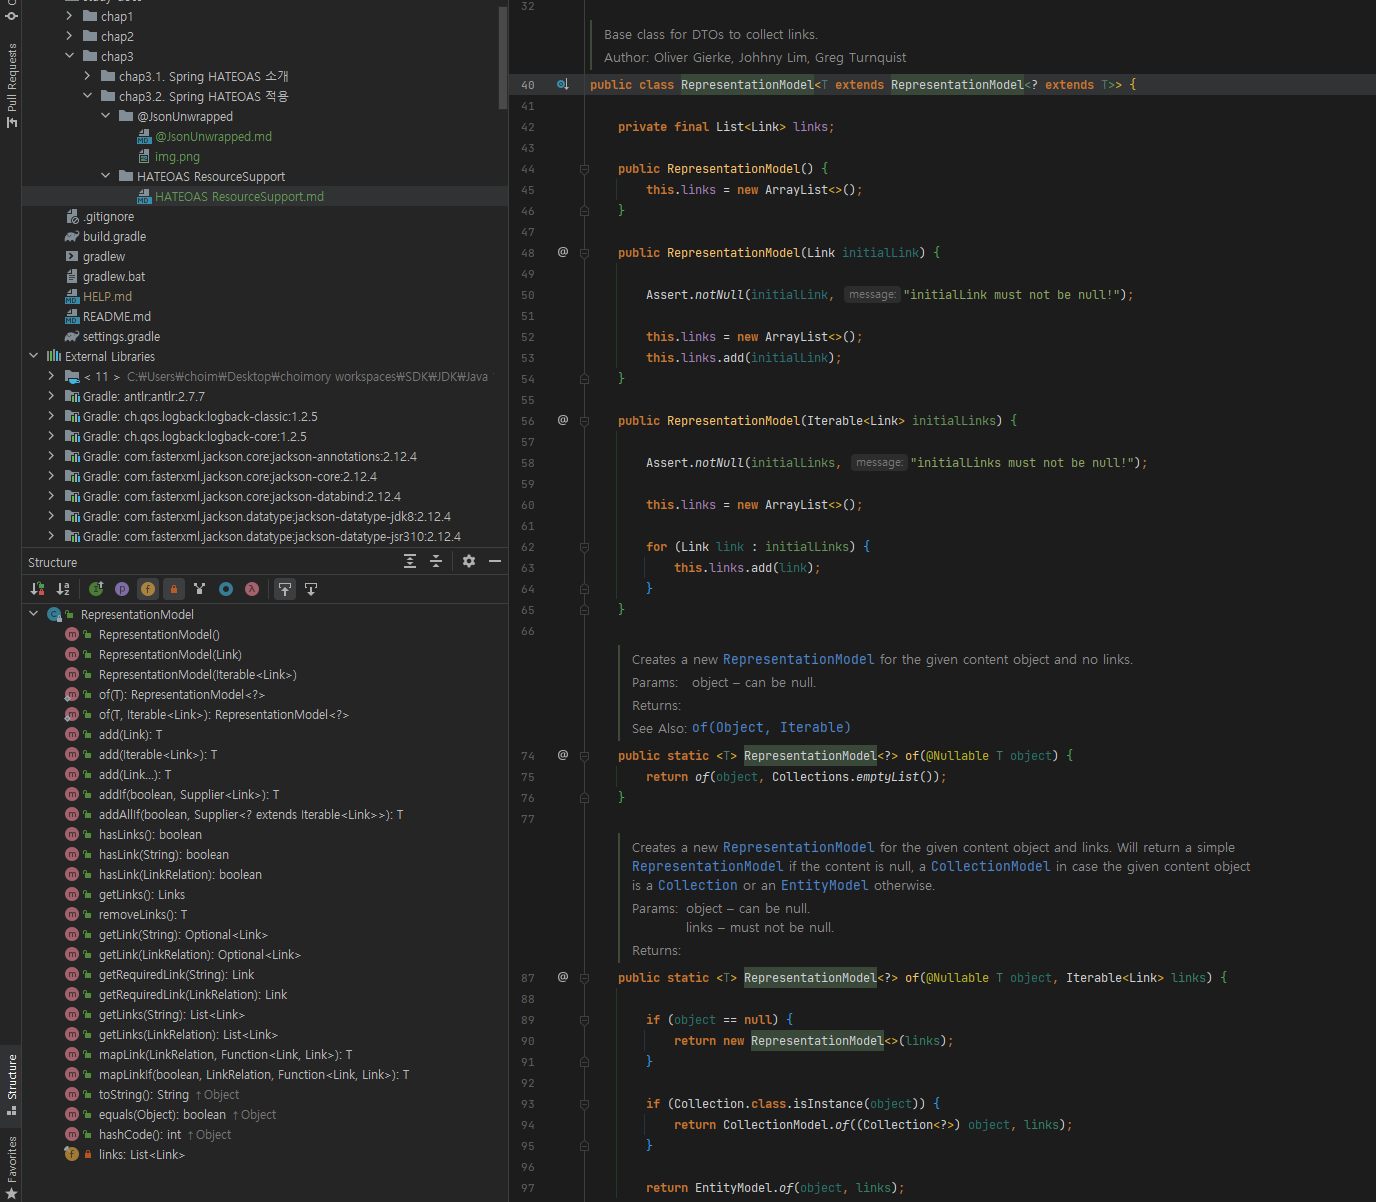 Pull Requests
chap1
chap2
chap3
chap3.1. Spring HATEOAS 소개
chap3.2. Spring HATEOAS 적용
@JsonUnwrapped
@JsonUnwrapped.md
img.png
HATEOAS ResourceSupport
HATEOAS ResourceSupport.md
.gitignore
build.gradle
gradlew
gradlew.bat
HELP.md
README.md
settings.gradle
External Libraries
< 11 > C:₩Users₩choim₩Desktop₩choimory workspaces₩SDK₩JDK₩Java
Gradle: antlr:antlr:2.7.7
Gradle: ch.qos.logback:logback-classic:1.2.5
Gradle: ch.qos.logback:logback-core:1.2.5
Gradle: com.fasterxml.jackson.core:jackson-annotations:2.12.4
Gradle: com.fasterxml.jackson.core:jackson-core:2.12.4
Gradle: com.fasterxml.jackson.core:jackson-databind:2.12.4
Gradle: com.fasterxml.jackson.datatype:jackson-datatype-jdk8:2.12.4
Gradle: com.fasterxml.jackson.datatype:jackson-datatype-jsr310:2.12.4
Structure
RepresentationModel
RepresentationModel()
RepresentationModel(Link)
RepresentationModel(Iterable<Link>)
of(T): RepresentationModel<?>
of(T, Iterable<Link>): RepresentationModel<?>
add(Link): T
add(Iterable<Link>): T
add(Link...): T
addIf(boolean, Supplier<Link>): T
addAllIf(boolean, Supplier<? extends Iterable<Link>>): T
hasLinks(): boolean
hasLink(String): boolean
hasLink(LinkRelation): boolean
getLinks(): Links
removeLinks(): T
getLink(String): Optional<Link>
getLink(LinkRelation): Optional<Link>
getRequiredLink(String): Link
getRequiredLink(LinkRelation): Link
getLinks(String): List<Link>
getLinks(LinkRelation): List<Link>
mapLink(LinkRelation, Function<Link, Link>): T
mapLinkIf(boolean, LinkRelation, Function<Link, Link>): T
toString(): String ↑Object
equals(Object): boolean ↑Object
hashCode(): int ↑Object
links: List<Link>
Structure
Favorites
32
Base class for DTOs to collect links.
Author: Oliver Gierke, Johhny Lim, Greg Turnquist
40 public class RepresentationModel<T extends RepresentationModel<? extends T>> {
41
42 private final List<Link> links;
43
44 public RepresentationModel() {
45 this.links = new ArrayList<>();
46 }
47
48 @ public RepresentationModel(Link initialLink) {
49
50 Assert.notNull(initialLink, message: "initialLink must not be null!");
51
52 this.links = new ArrayList<>();
53 this.links.add(initialLink);
54 }
55
56 @ public RepresentationModel(Iterable<Link> initialLinks) {
57
58 Assert.notNull(initialLinks, message: "initialLinks must not be null!");
59
60 this.links = new ArrayList<>();
61
62 for (Link link : initialLinks) {
63 this.links.add(link);
64 }
65 }
66
Creates a new RepresentationModel for the given content object and no links.
Params: object – can be null.
Returns:
See Also: of(Object, Iterable)
74 @ public static <T> RepresentationModel<?> of(@Nullable T object) {
75 return of(object, Collections.emptyList());
76 }
77
Creates a new RepresentationModel for the given content object and links. Will return a simple
RepresentationModel if the content is null, a CollectionModel in case the given content object
is a Collection or an EntityModel otherwise.
Params: object – can be null.
links – must not be null.
Returns:
87 @ public static <T> RepresentationModel<?> of(@Nullable T object, Iterable<Link> links) {
88
89 if (object == null) {
90 return new RepresentationModel<>(links);
91 }
92
93 if (Collection.class.isInstance(object)) {
94 return CollectionModel.of((Collection<?>) object, links);
95 }
96
97 return EntityModel.of(object, links);